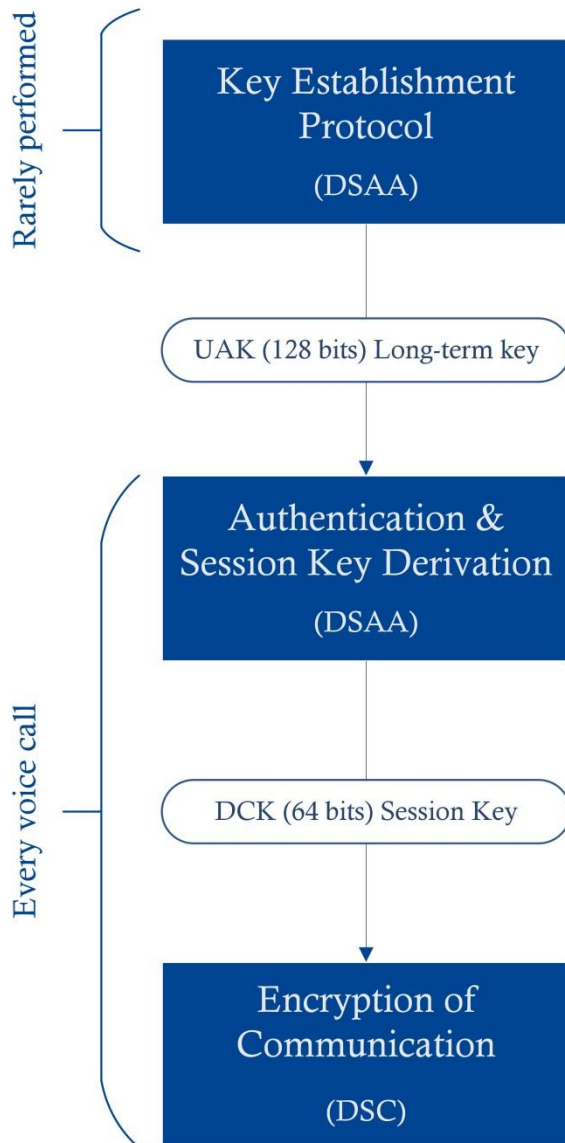 Rarely performed
Key Establishment
Protocol
(DSAA)
UAK (128 bits) Long-term key
Every voice call
Authentication &
Session Key Derivation
(DSAA)
DCK (64 bits) Session Key
Encryption of
Communication
(DSC)